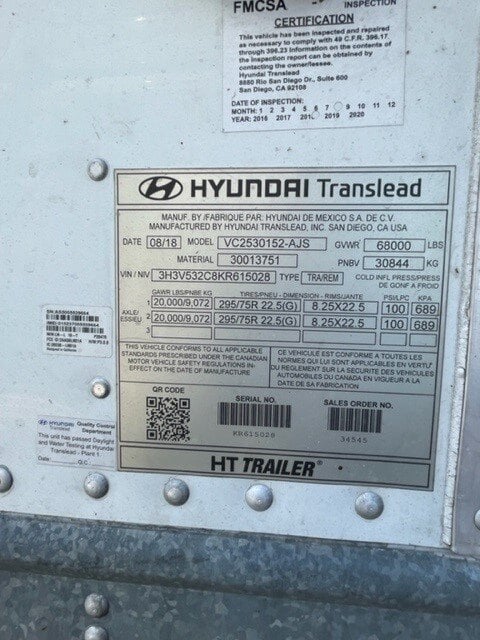 FMCSA INSPECTION
CERTIFICATION
This vehicle has been inspected and repaired
as necessary to comply with 49 C.F.R. 396.17
through 396.23 Information on the contents of
the inspection report can be obtained by
contacting the owner/lessee.
Hyundai Translead
8880 Rio San Diego Dr., Suite 600
San Diego, CA 92108
DATE OF INSPECTION:
MONTH: 1 2 3 4 5 6 7 8 9 10 11 12
YEAR: 2016 2017 2018 2019 2020
HYUNDAI Translead
MANUF. BY /FABRIQUE PAR: HYUNDAI DE MEXICO S.A. DE C.V.
MANUFACTURED BY HYUNDAI TRANSLEAD, INC. SAN DIEGO, CA USA
DATE 08/18 MODEL VC2530152-AJS GVWR 68000 LBS
MATERIAL 30013751 PNBV 30844 KG
VIN / NIV 3H3V532C8KR615028 TYPE TRA/REM COLD INFL PRESS/PRESS DE GONF A FROID
GAWR LBS/PNBE KG TIRES/PNEU - DIMENSION - RIMS/JANTE PSI/LPC KPA
AXLE/ESSIEU
1 20,000/9,072 295/75R 22.5(G) 8.25X22.5 100 689
2 20,000/9,072 295/75R 22.5(G) 8.25X22.5 100 689
3
THIS VEHICLE CONFORMS TO ALL APPLICABLE
STANDARDS PRESCRIBED UNDER THE CANADIAN
MOTOR VEHICLE SAFETY REGULATIONS IN-
EFFECT ON THE DATE OF MANUFACTURE
CE VEHICULE EST CONFORME A TOUTES LES
NORMES QUI LUI SONT APPLICABLES EN VERTU
DU REGLEMENT SUR LA SECURITE DES VEHICULES
AUTOMOBILES DU CANADA EN VIGUEUR A LA
DATE DE SA FABRICATION
QR CODE
SERIAL NO.
KR615028
SALES ORDER NO.
34545
HT TRAILER®
HYUNDAI Translead
Quality Control Department
This unit has passed Daylight
and Water Testing at Hyundai
Translead - Plant 1
Date: Q.C.